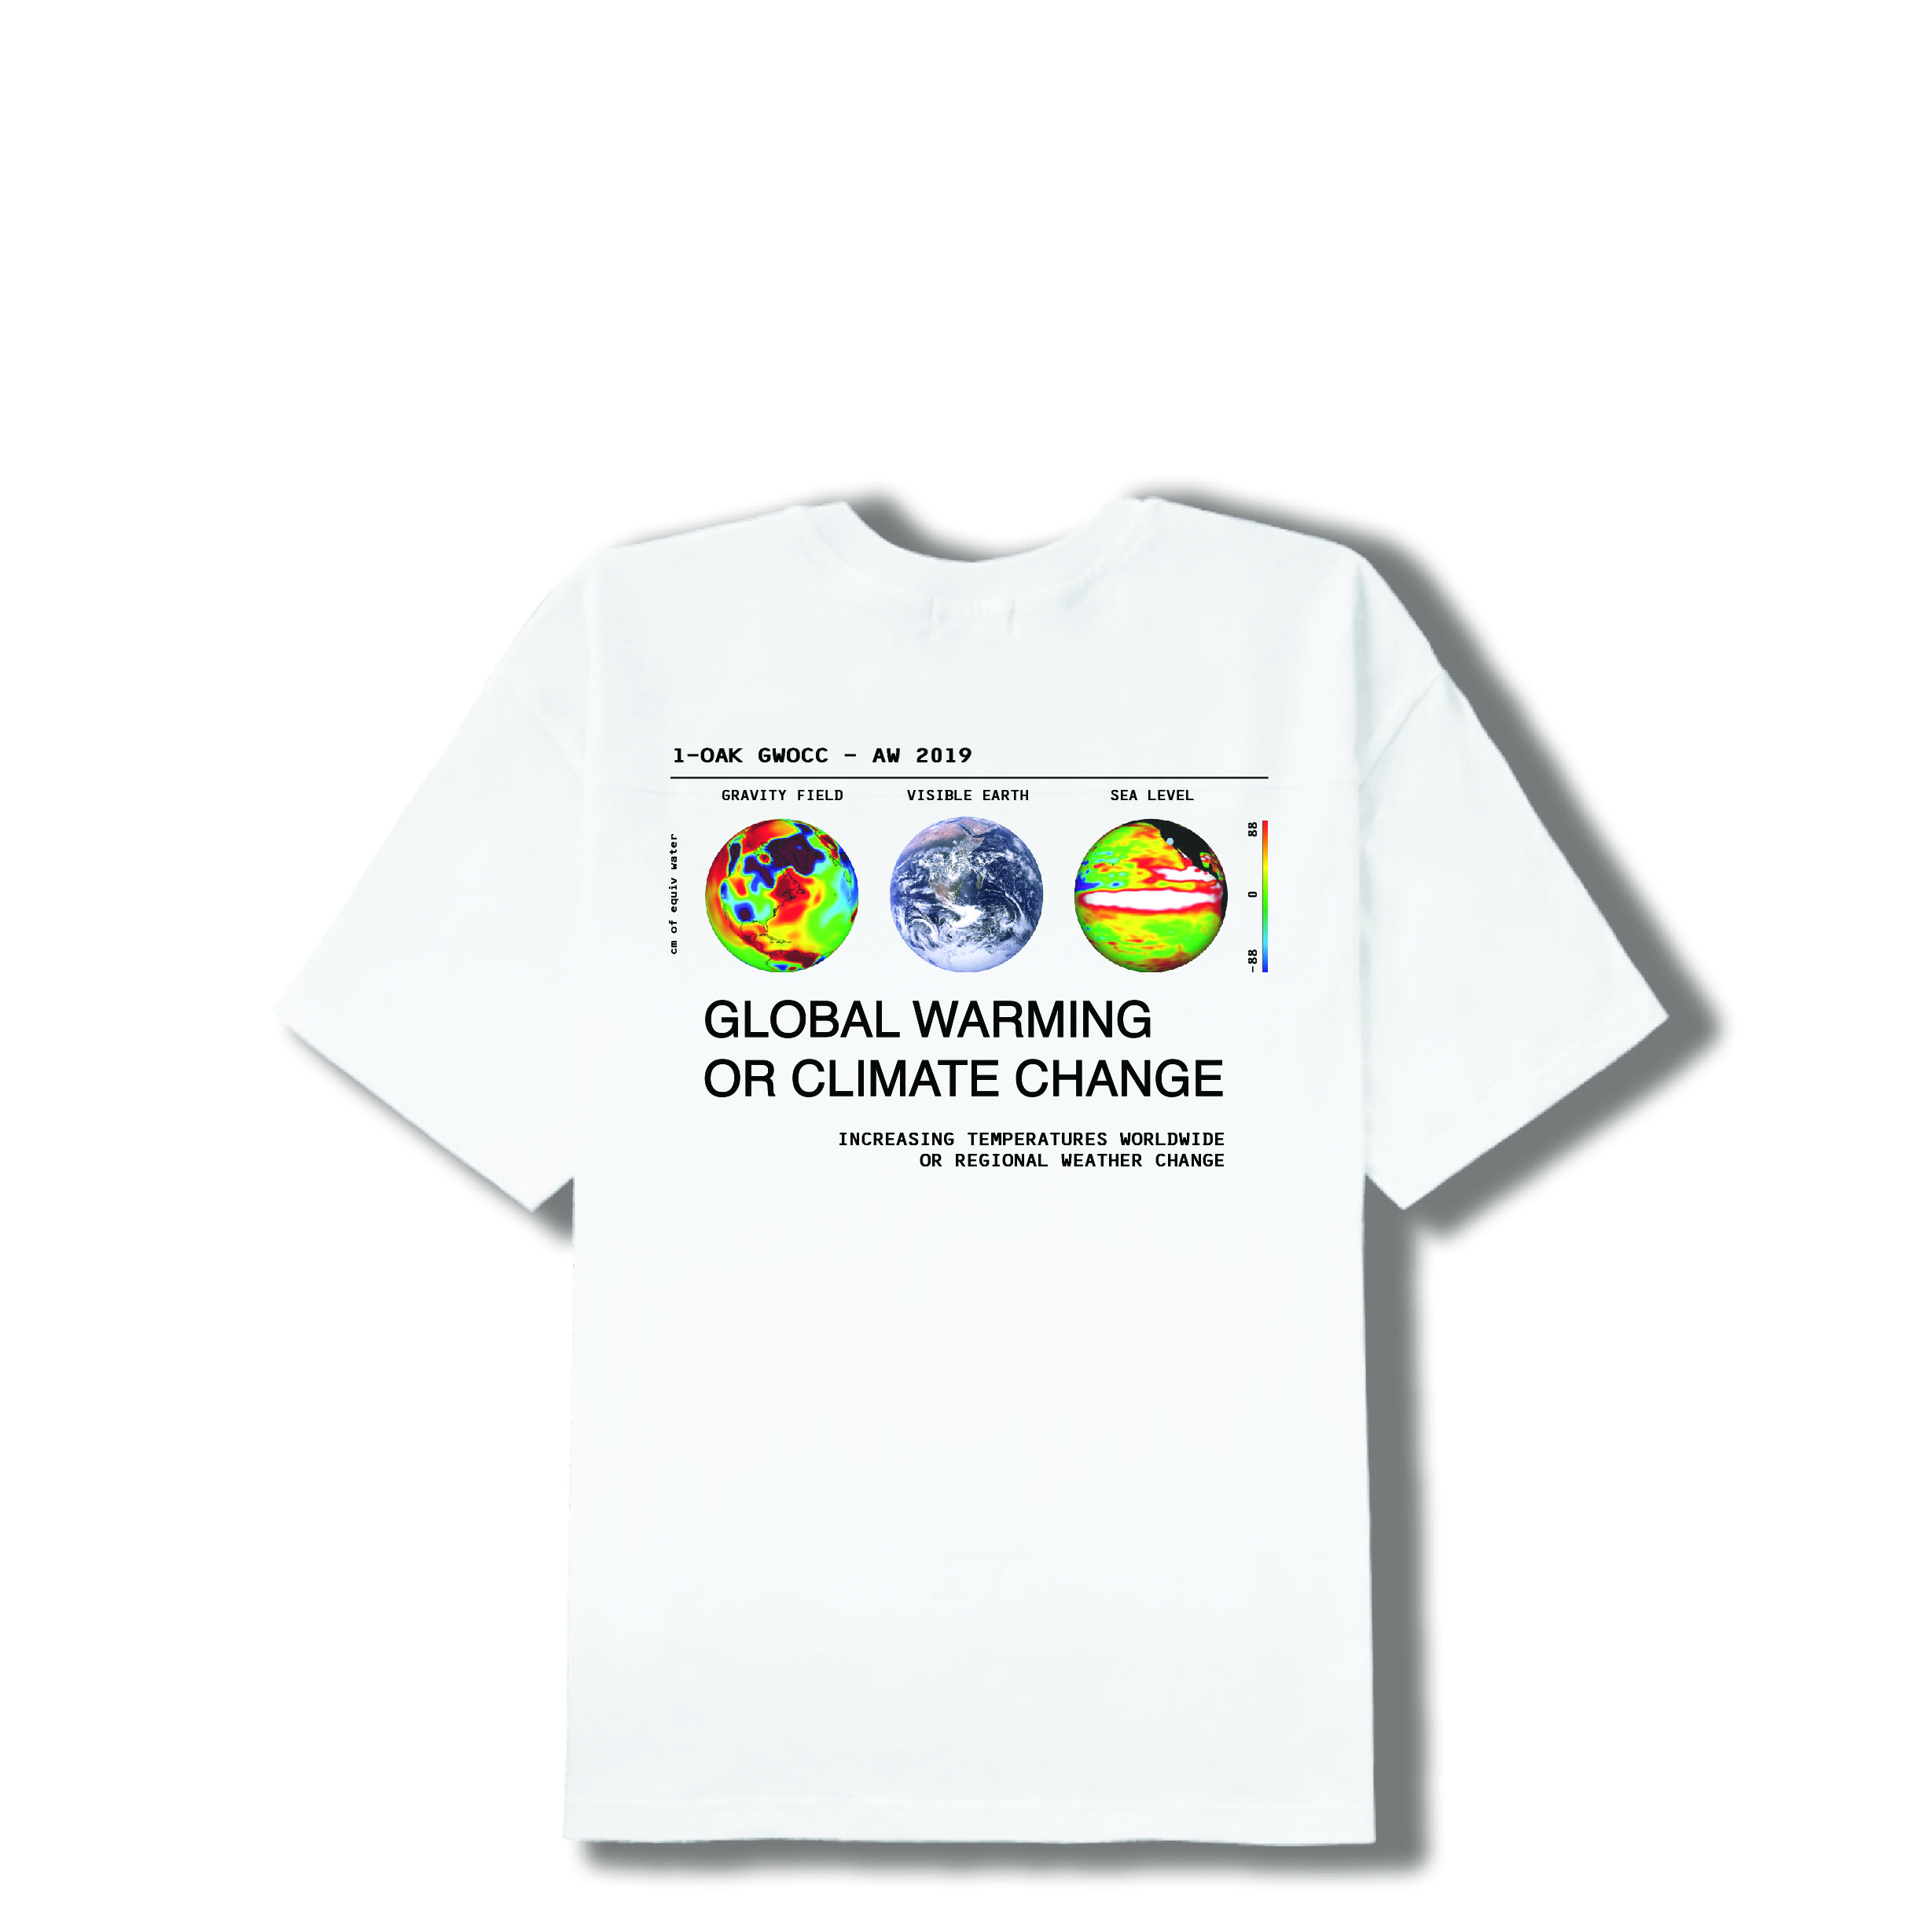 1-OAK GWOCC - AW 2019
GRAVITY FIELD VISIBLE EARTH SEA LEVEL
cm of equiv water
88
0
-88
GLOBAL WARMING
OR CLIMATE CHANGE
INCREASING TEMPERATURES WORLDWIDE
OR REGIONAL WEATHER CHANGE